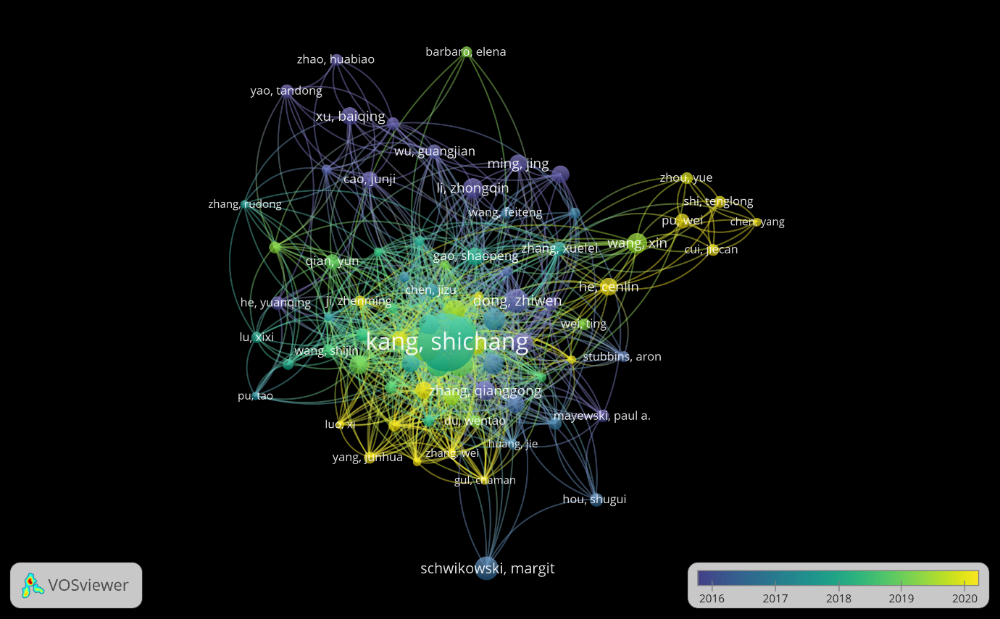 barbaro, elena
zhao, huabiao
yao, tandong
xu, baiqing
wu, guangjian
ming, jing
cao, junji
zhou, yue
li, zhongqin
shi, tenglong
zhang, rudong
wang, feiteng
pu, wei
chen, yang
wang, xin
zhang, xuelei
cui, jiecan
gao, shaopeng
qian, yun
he, cenlin
chen, jizu
he, yuanqing
ji, zhenming
dong, zhiwen
wei, ting
lu, xixi
kang, shichang
wang, shijin
stubbins, aron
zhang, qianggong
pu, tao
mayewski, paul a.
luo, xi
du, wentao
huang, jie
yang, junhua
zhang, wei
gul, chaman
hou, shugui
schwikowski, margit
VOSviewer
2016 2017 2018 2019 2020